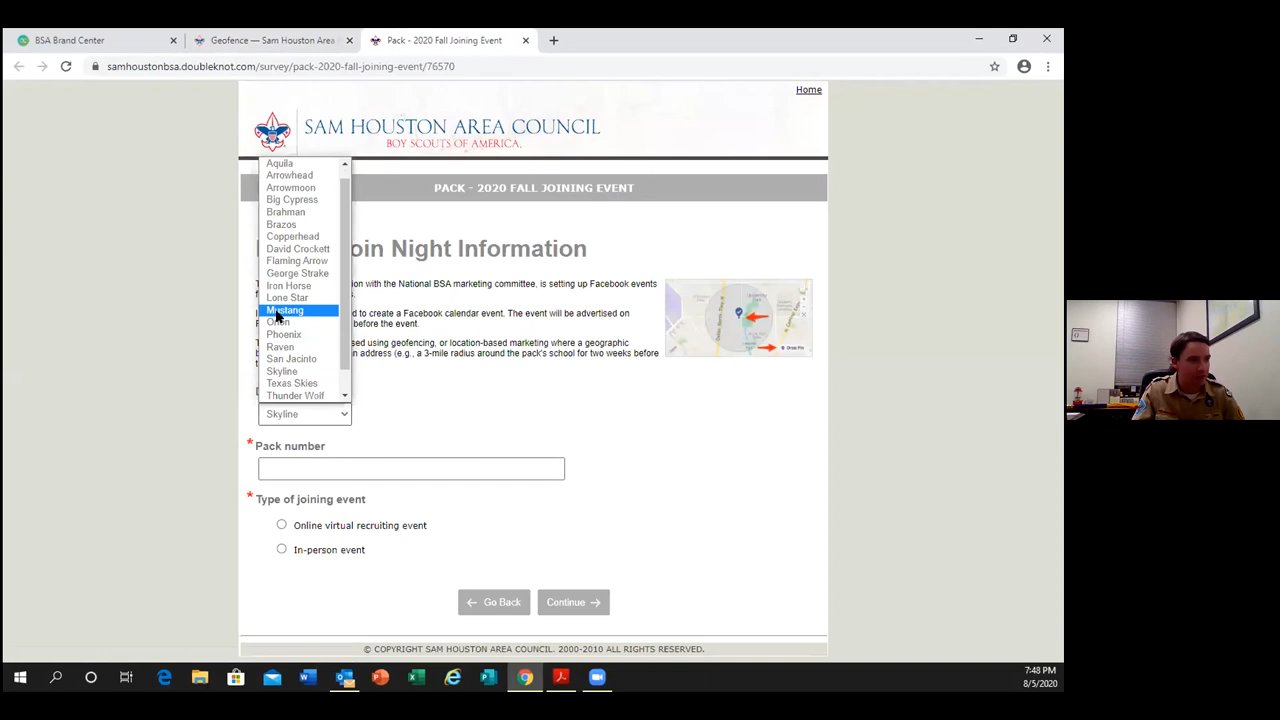 BSA Brand Center
Geofence — Sam Houston Area
Pack - 2020 Fall Joining Event
samhoustonbsa.doubleknot.com/survey/pack-2020-fall-joining-event/76570
Home
SAM HOUSTON AREA COUNCIL
BOY SCOUTS OF AMERICA
PACK - 2020 FALL JOINING EVENT
oin Night Information
ion with the National BSA marketing committee, is setting up Facebook events
d to create a Facebook calendar event. The event will be advertised on
before the event.
sed using geofencing, or location-based marketing where a geographic
an address (e.g., a 3-mile radius around the pack's school for two weeks before
Drop Pin
Aquila
Arrowhead
Arrowmoon
Big Cypress
Brahman
Brazos
Copperhead
David Crockett
Flaming Arrow
George Strake
Iron Horse
Lone Star
Mustang
Orion
Phoenix
Raven
San Jacinto
Skyline
Texas Skies
Thunder Wolf
Skyline
* Pack number
* Type of joining event
Online virtual recruiting event
In-person event
← Go Back
Continue →
© COPYRIGHT SAM HOUSTON AREA COUNCIL. 2000-2010 ALL RIGHTS RESERVED.
7:48 PM
8/5/2020